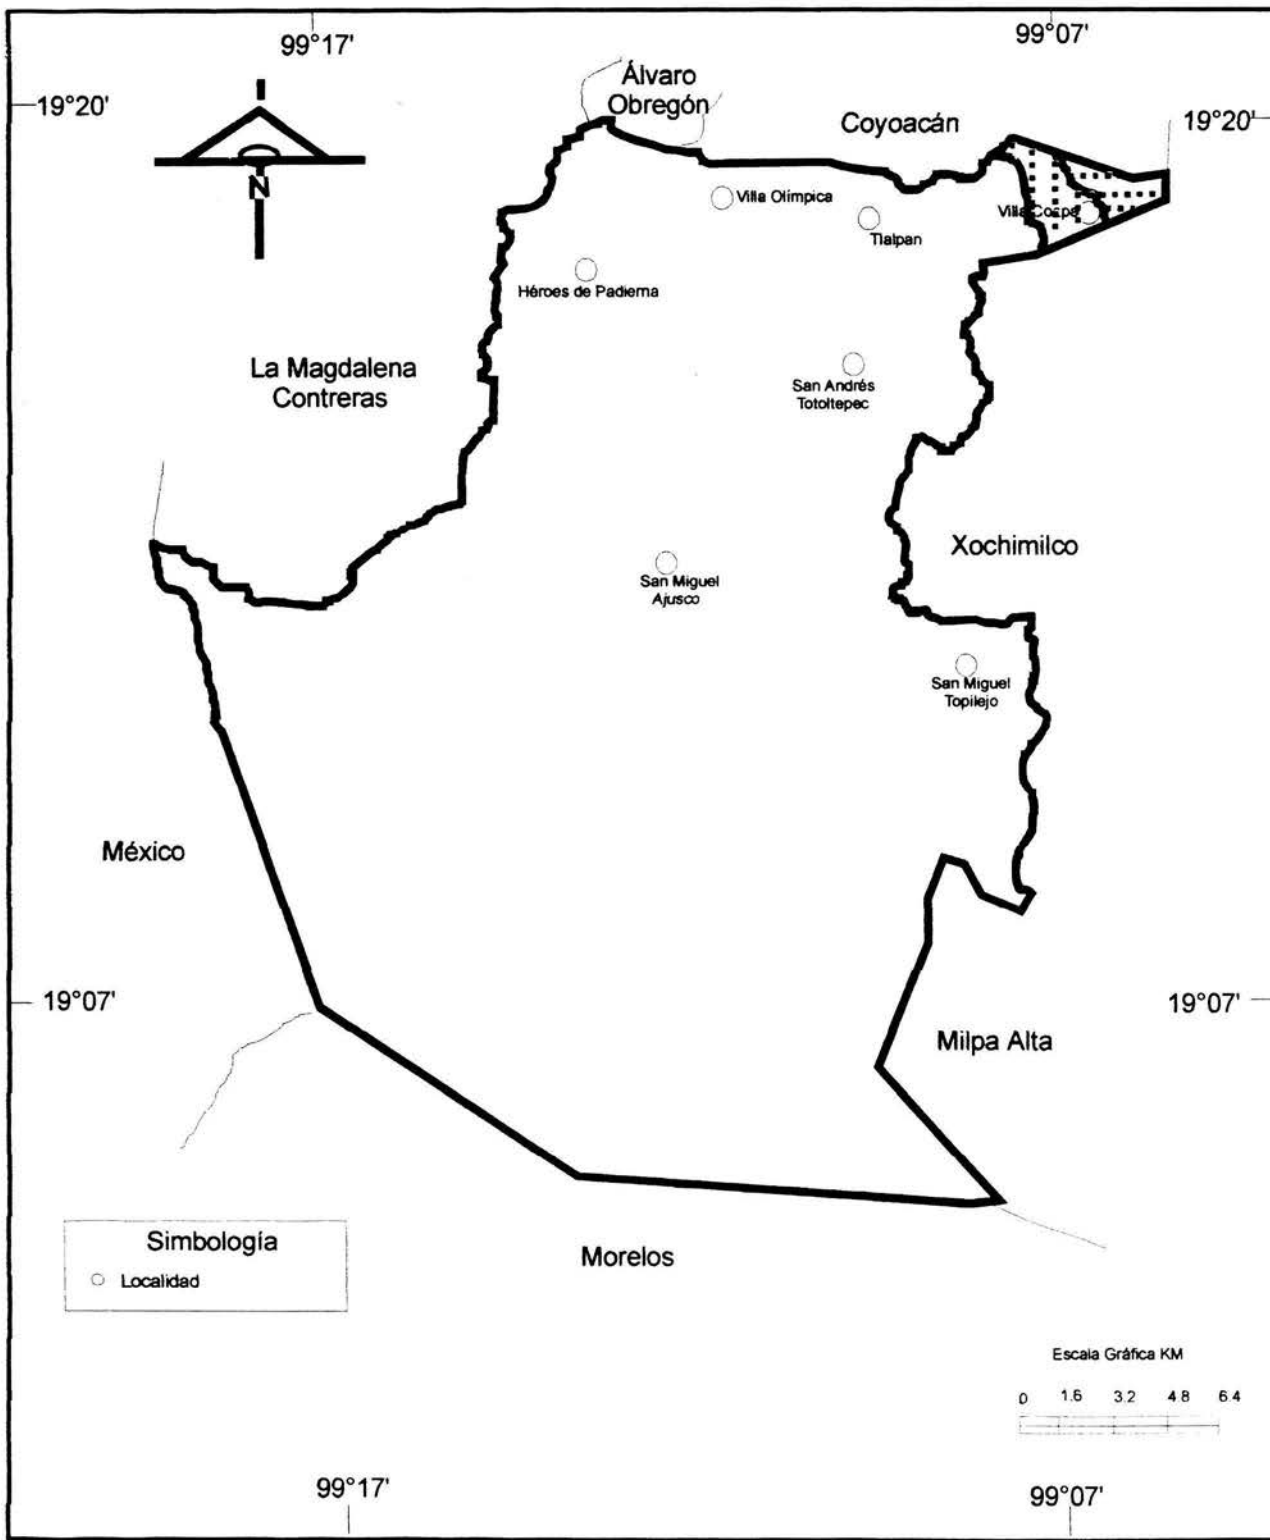 99°17'
99°07'
19°20'
Álvaro
Obregón
Coyoacán
19°20'
N
Villa Olímpica
Tlalpan
Villa Coapa
Héroes de Padierna
La Magdalena
Contreras
San Andrés
Totoltepec
Xochimilco
San Miguel
Ajusco
San Miguel
Topilejo
México
19°07'
19°07'
Milpa Alta
Simbología
Localidad
Morelos
Escala Gráfica KM
0 1.6 3.2 4.8 6.4
99°17'
99°07'